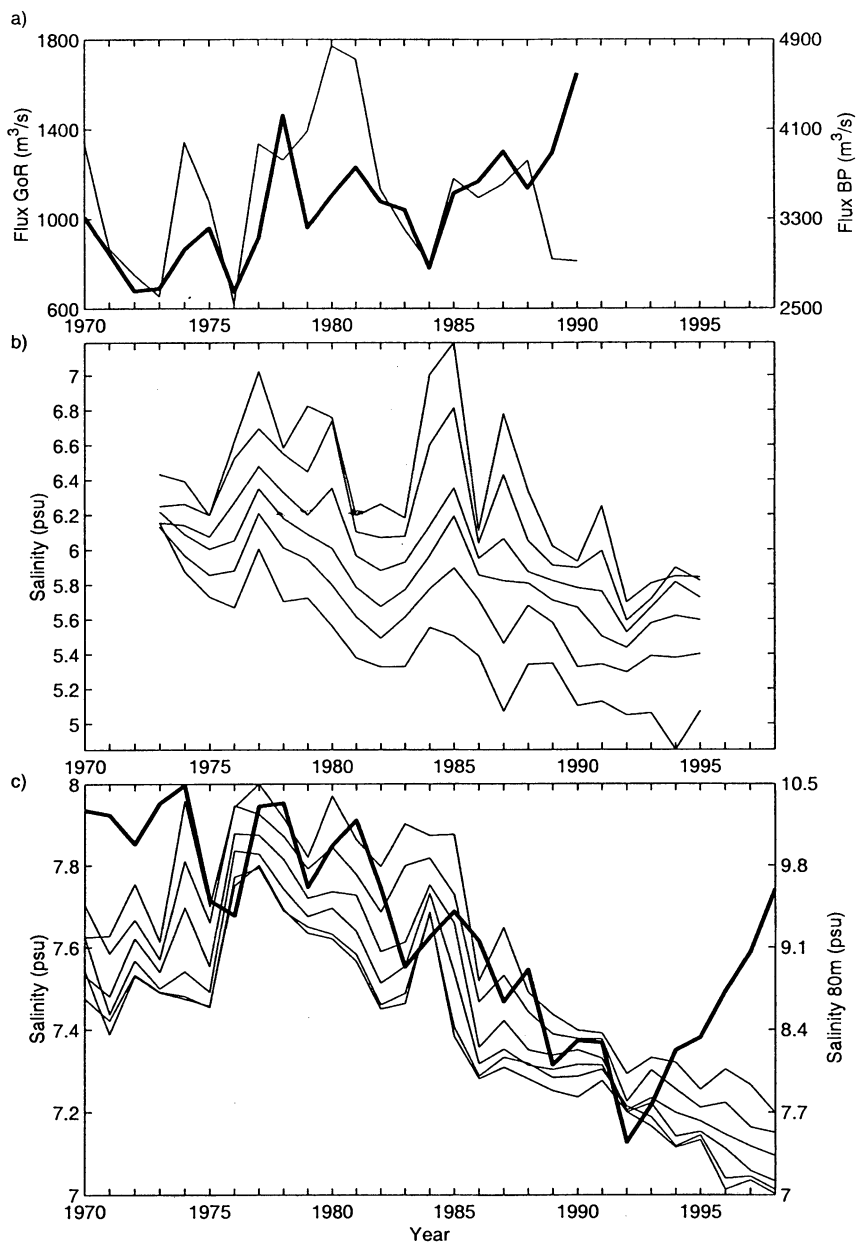 a)
1800
1400
1000
600
Flux GoR (m³/s)
4900
4100
3300
2500
Flux BP (m³/s)
1970 1975 1980 1985 1990 1995
b)
7
6.8
6.6
6.4
6.2
6
5.8
5.6
5.4
5.2
5
Salinity (psu)
1970 1975 1980 1985 1990 1995
c)
8
7.8
7.6
7.4
7.2
7
Salinity (psu)
10.5
9.8
9.1
8.4
7.7
7
Salinity 80m (psu)
1970 1975 1980 1985 1990 1995
Year